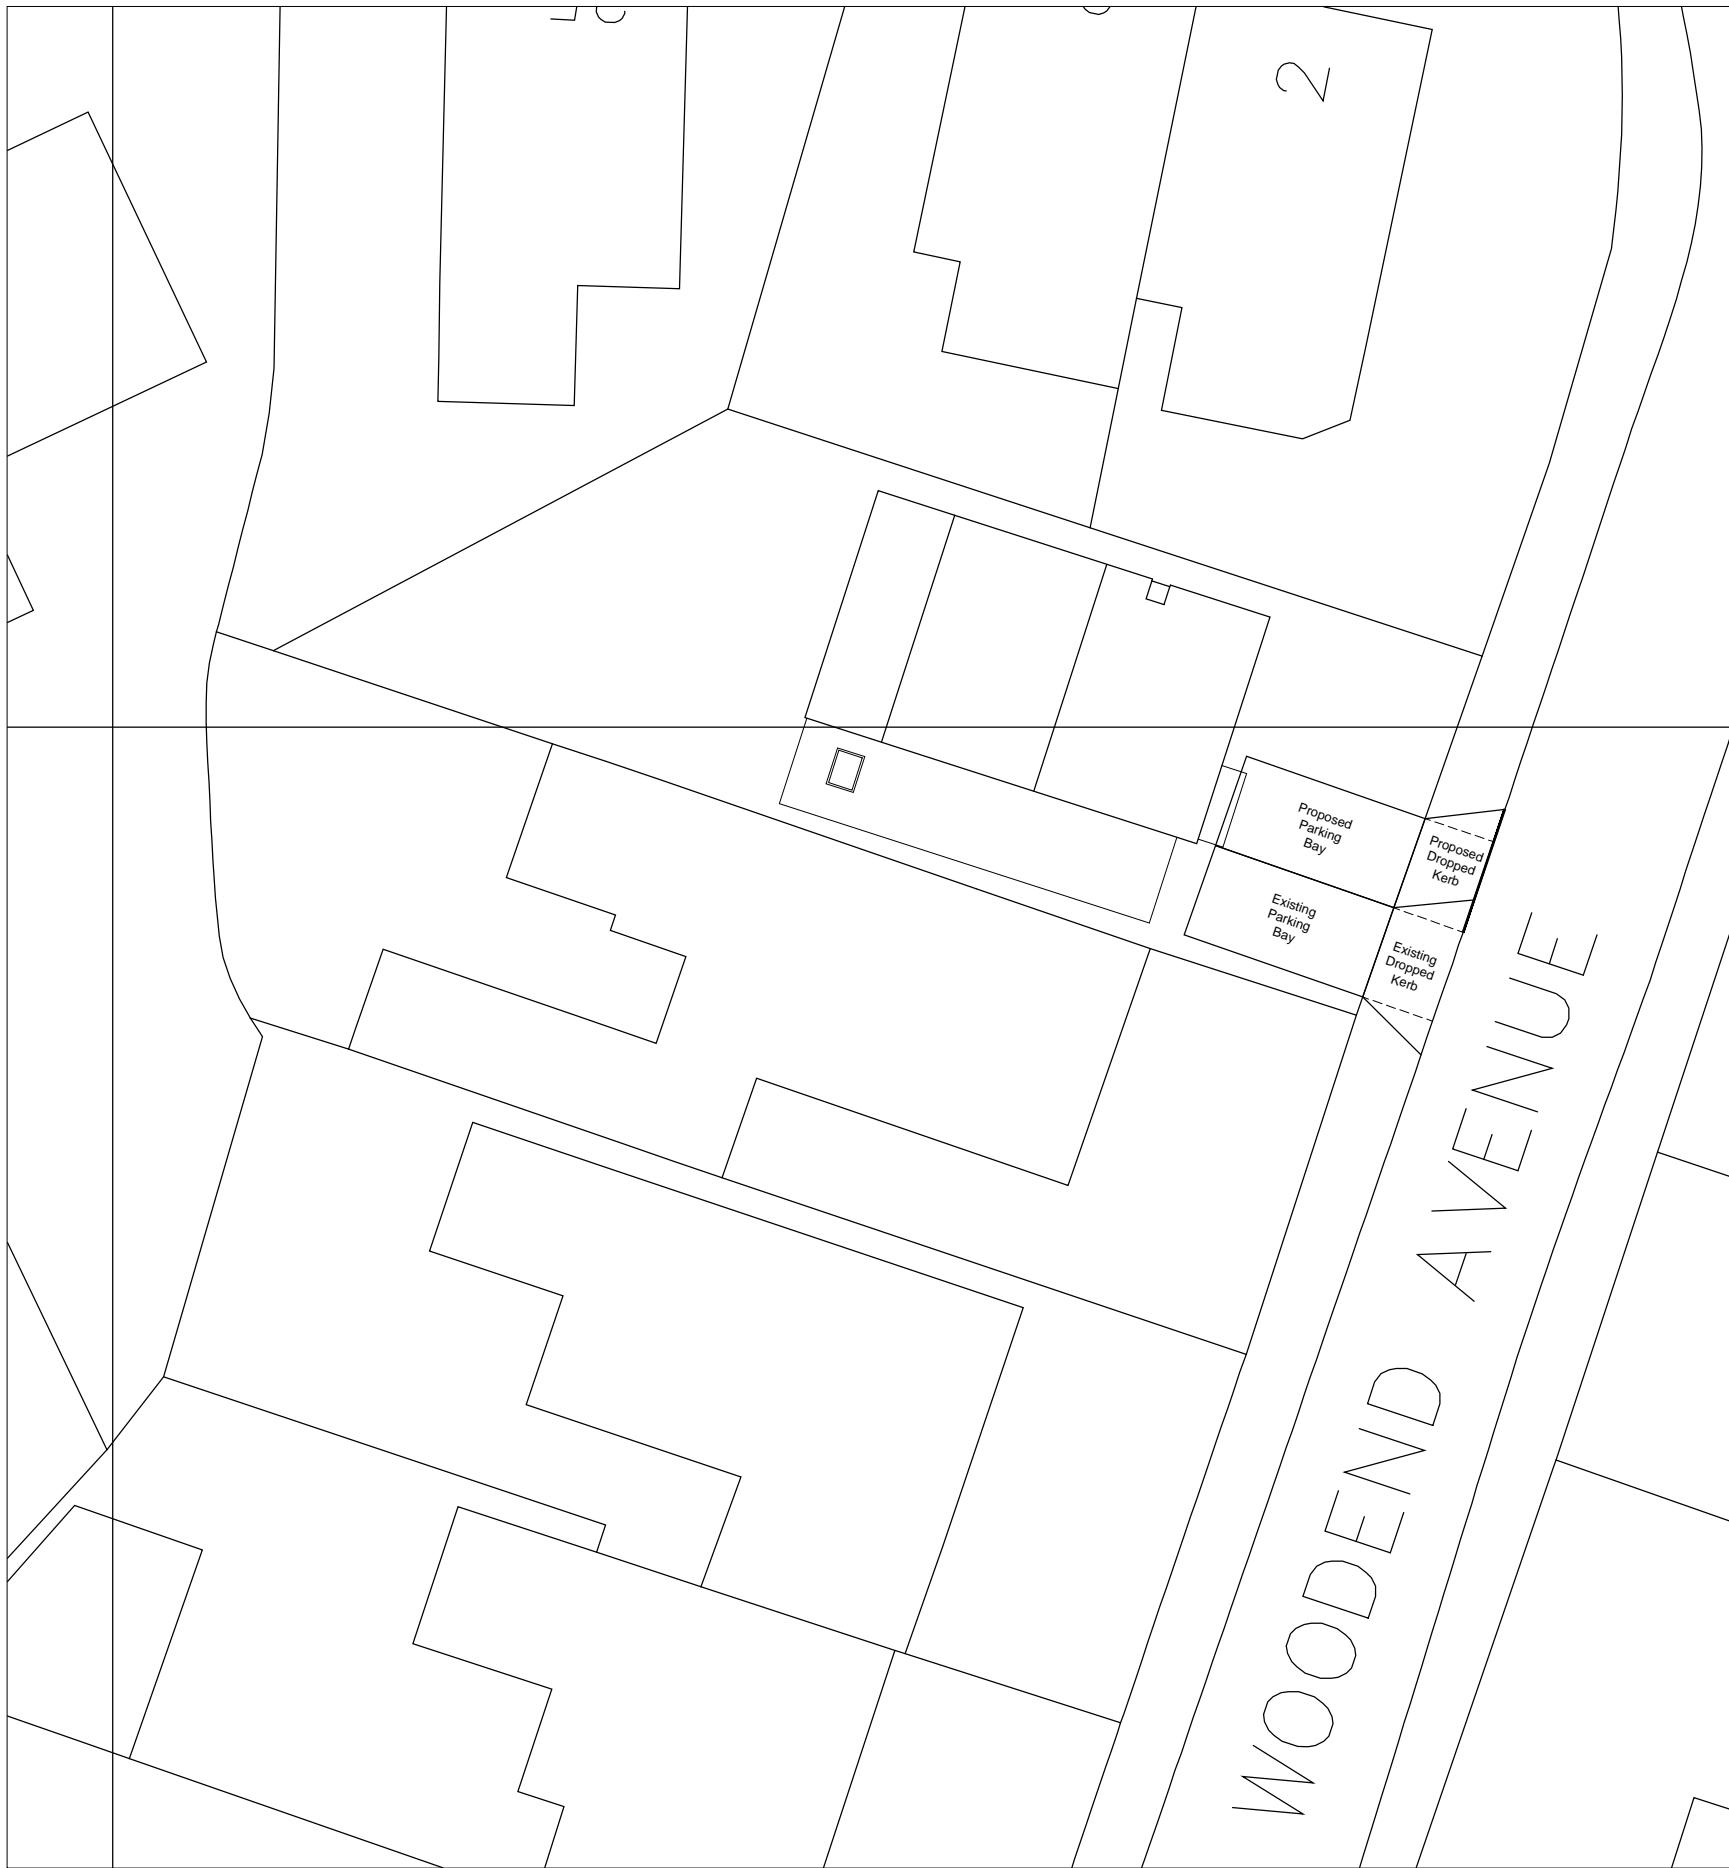 2
Proposed
Parking
Bay
Proposed
Dropped
Kerb
Existing
Parking
Bay
Existing
Dropped
Kerb
WOODEND AVENUE